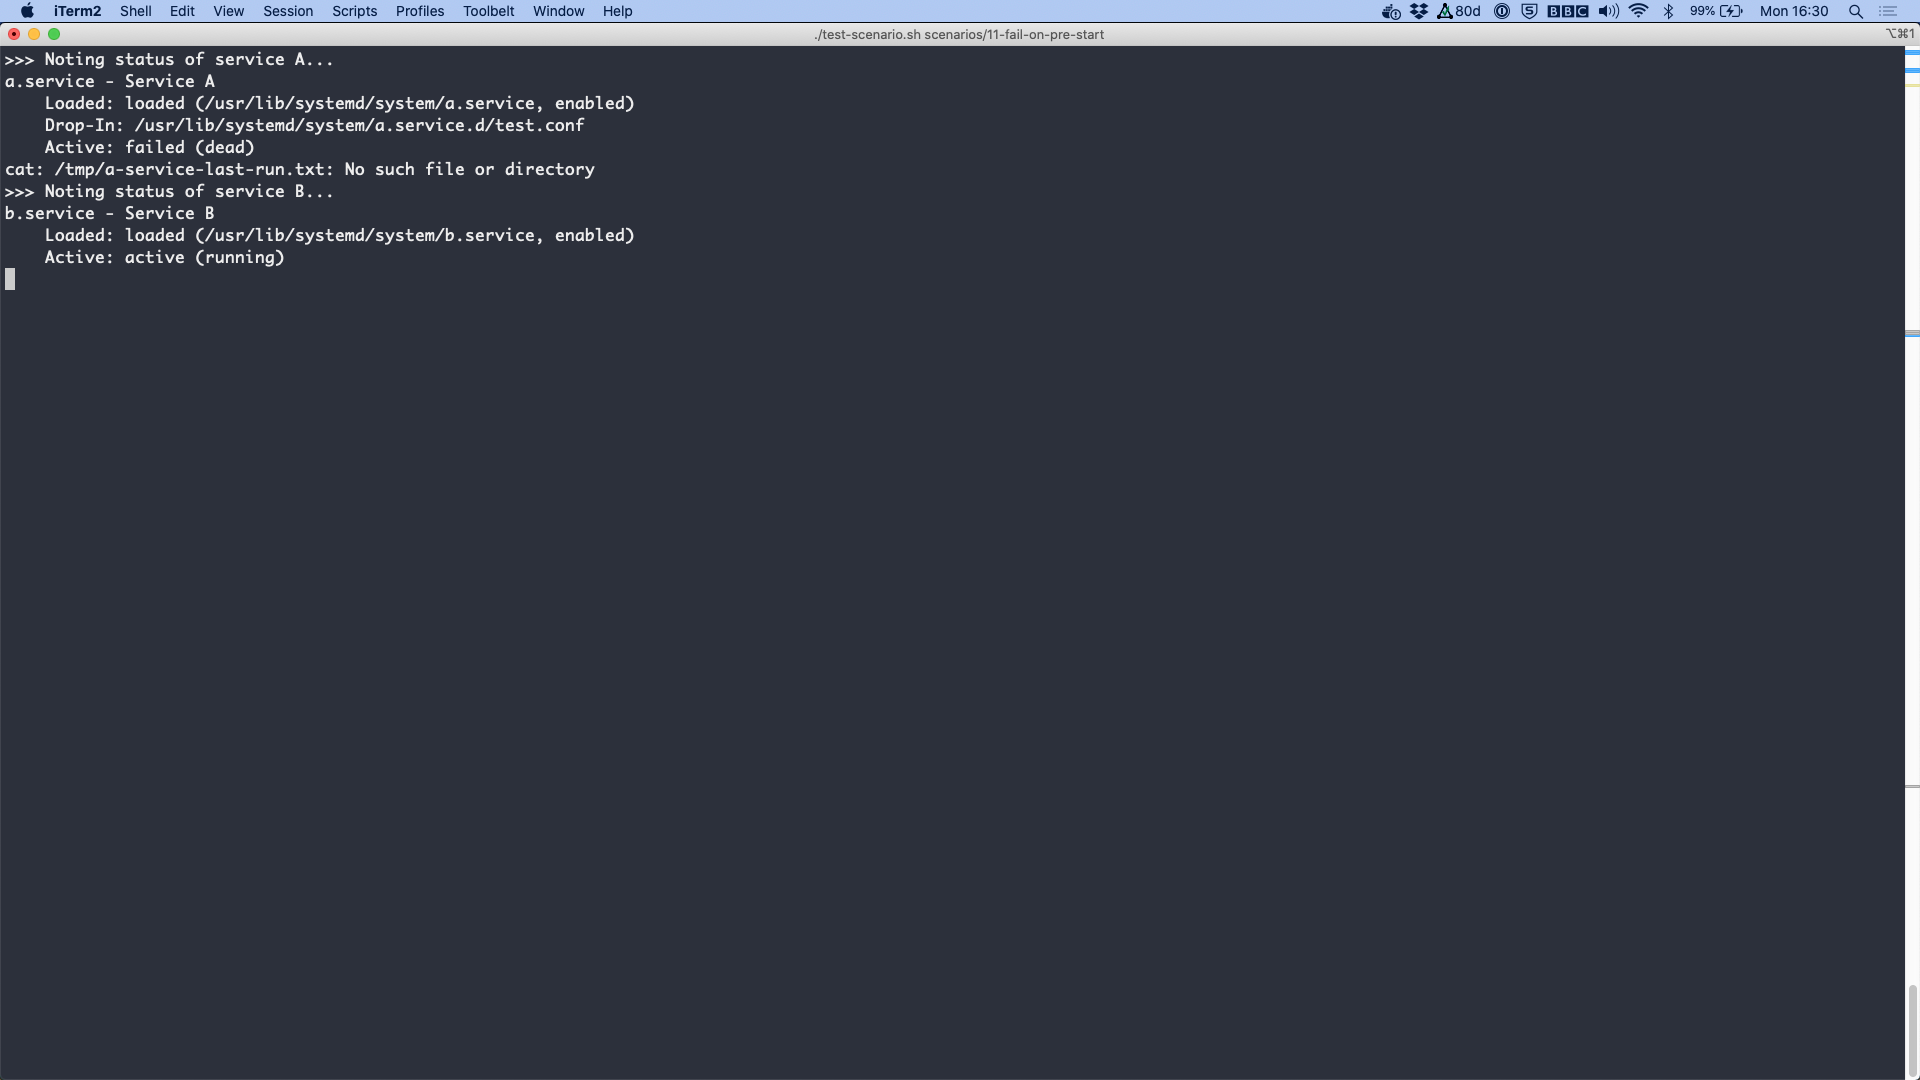 iTerm2 Shell Edit View Session Scripts Profiles Toolbelt Window Help 80d BBC 99% Mon 16:30
./test-scenario.sh scenarios/11-fail-on-pre-start ⌥⌘1
>>> Noting status of service A...
a.service - Service A
    Loaded: loaded (/usr/lib/systemd/system/a.service, enabled)
    Drop-In: /usr/lib/systemd/system/a.service.d/test.conf
    Active: failed (dead)
cat: /tmp/a-service-last-run.txt: No such file or directory
>>> Noting status of service B...
b.service - Service B
    Loaded: loaded (/usr/lib/systemd/system/b.service, enabled)
    Active: active (running)